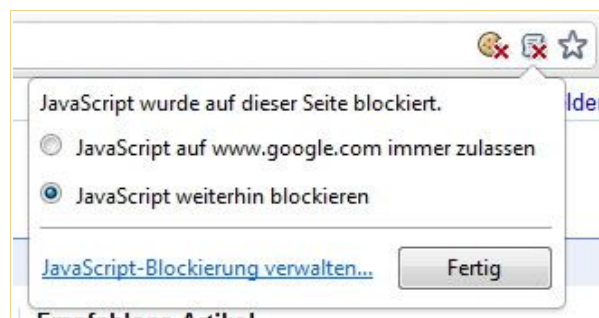 JavaScript wurde auf dieser Seite blockiert.
JavaScript auf www.google.com immer zulassen
JavaScript weiterhin blockieren
JavaScript-Blockierung verwalten...
Fertig